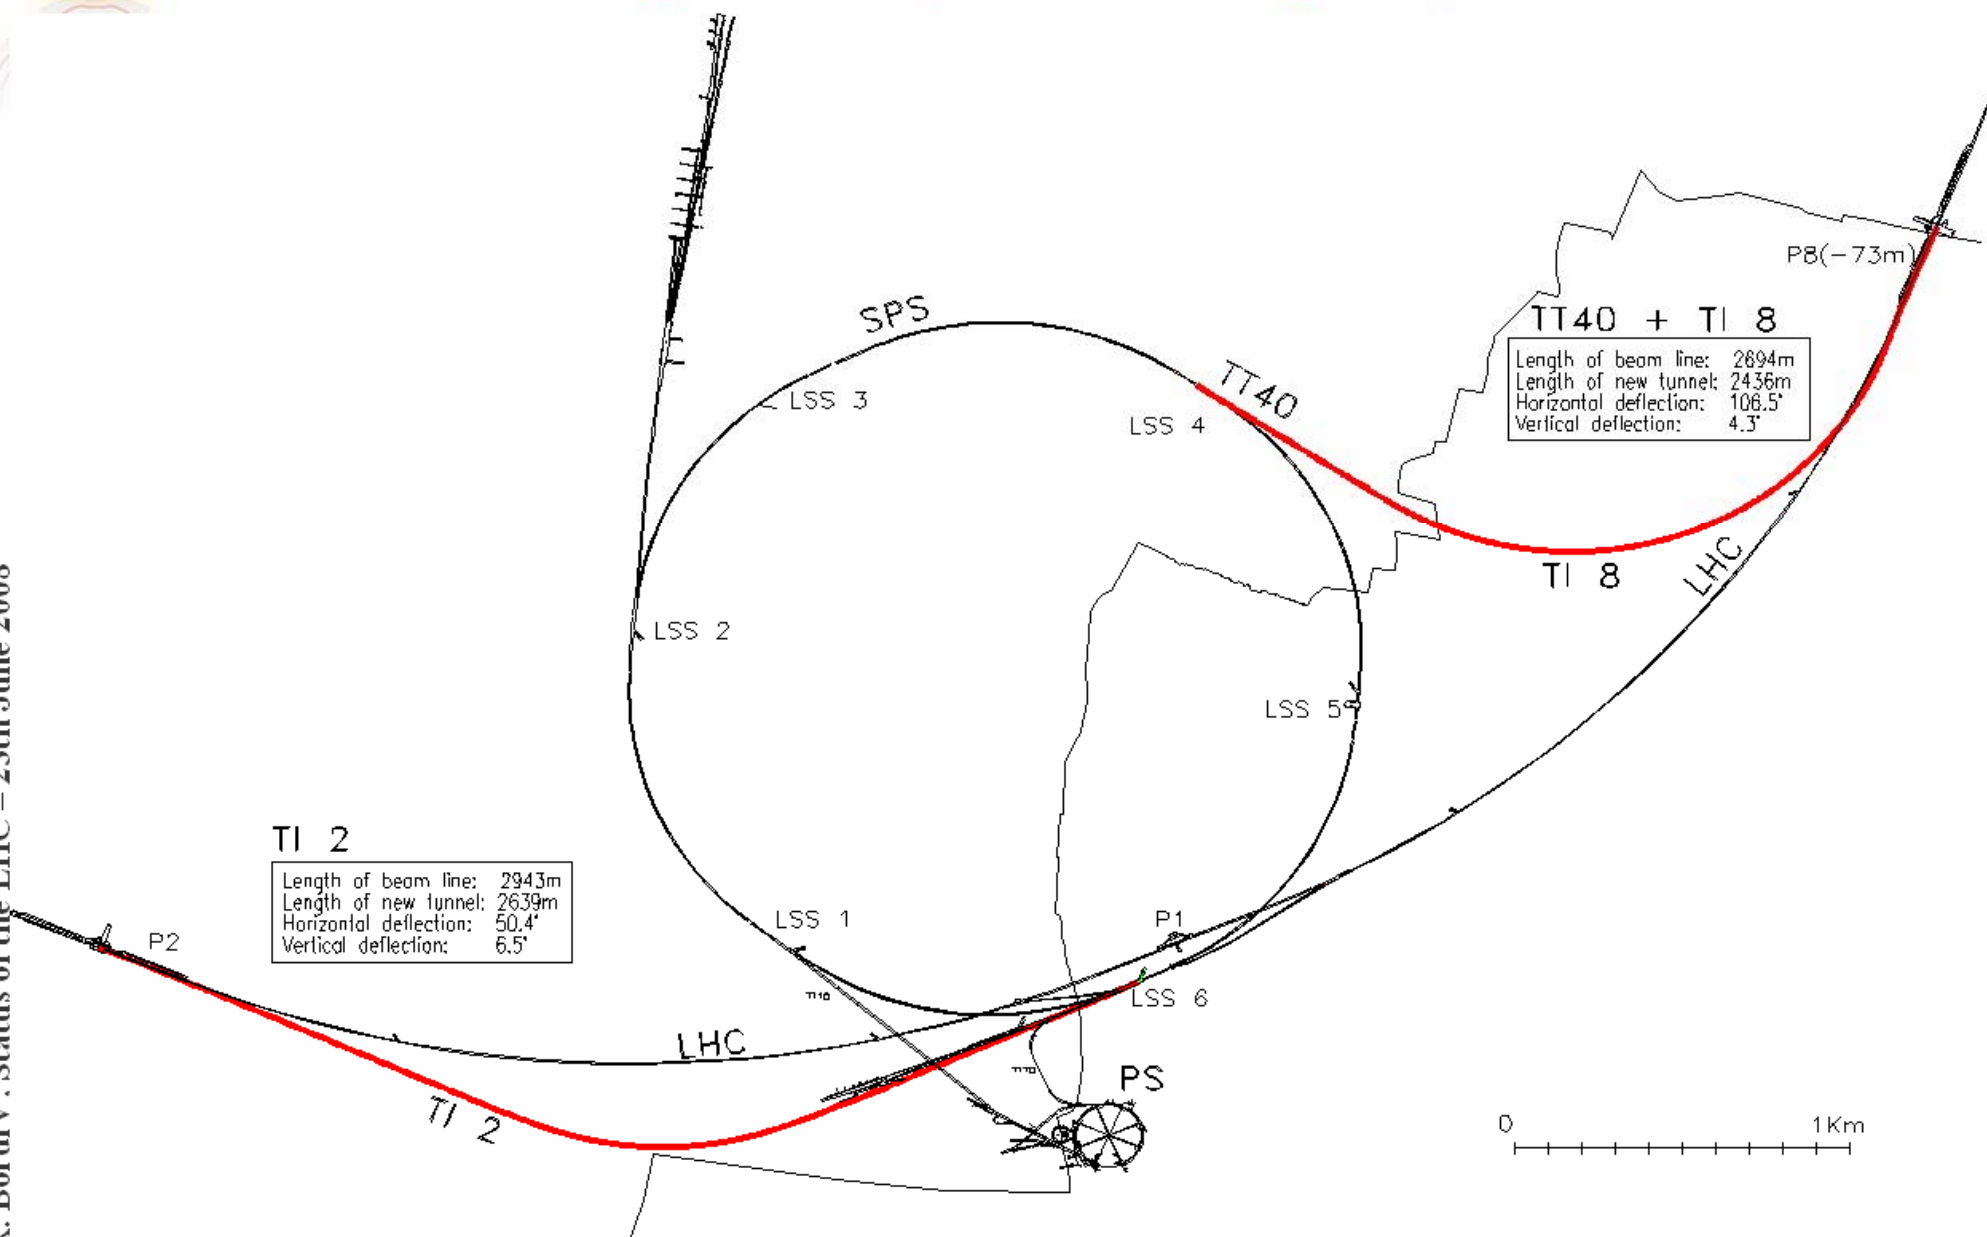 SPS
LSS 3
TT40
LSS 4
P8(-73m)
TT40 + TI 8
Length of beam line: 2694m
Length of new tunnel: 2436m
Horizontal deflection: 106.5°
Vertical deflection: 4.3°
TI 8
LHC
LSS 2
LSS 5
TI 2
Length of beam line: 2943m
Length of new tunnel: 2639m
Horizontal deflection: 50.4°
Vertical deflection: 6.5°
P2
LSS 1
P1
LSS 6
LHC
PS
TI 2
0 1Km